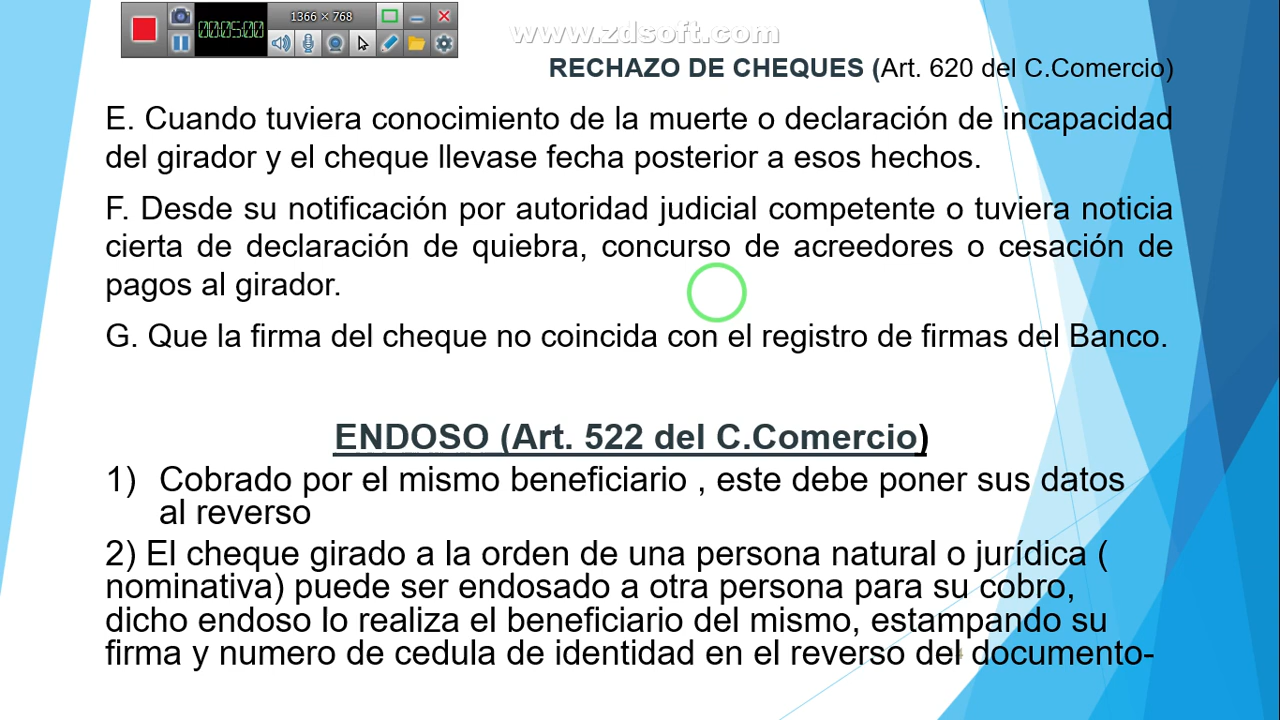 1366 × 768
00:05:00
www.zdsoft.com
RECHAZO DE CHEQUES (Art. 620 del C.Comercio)
E. Cuando tuviera conocimiento de la muerte o declaración de incapacidad
del girador y el cheque llevase fecha posterior a esos hechos.
F. Desde su notificación por autoridad judicial competente o tuviera noticia
cierta de declaración de quiebra, concurso de acreedores o cesación de
pagos al girador.
G. Que la firma del cheque no coincida con el registro de firmas del Banco.
ENDOSO (Art. 522 del C.Comercio)
1) Cobrado por el mismo beneficiario , este debe poner sus datos
al reverso
2) El cheque girado a la orden de una persona natural o jurídica (
nominativa) puede ser endosado a otra persona para su cobro,
dicho endoso lo realiza el beneficiario del mismo, estampando su
firma y numero de cedula de identidad en el reverso del documento-